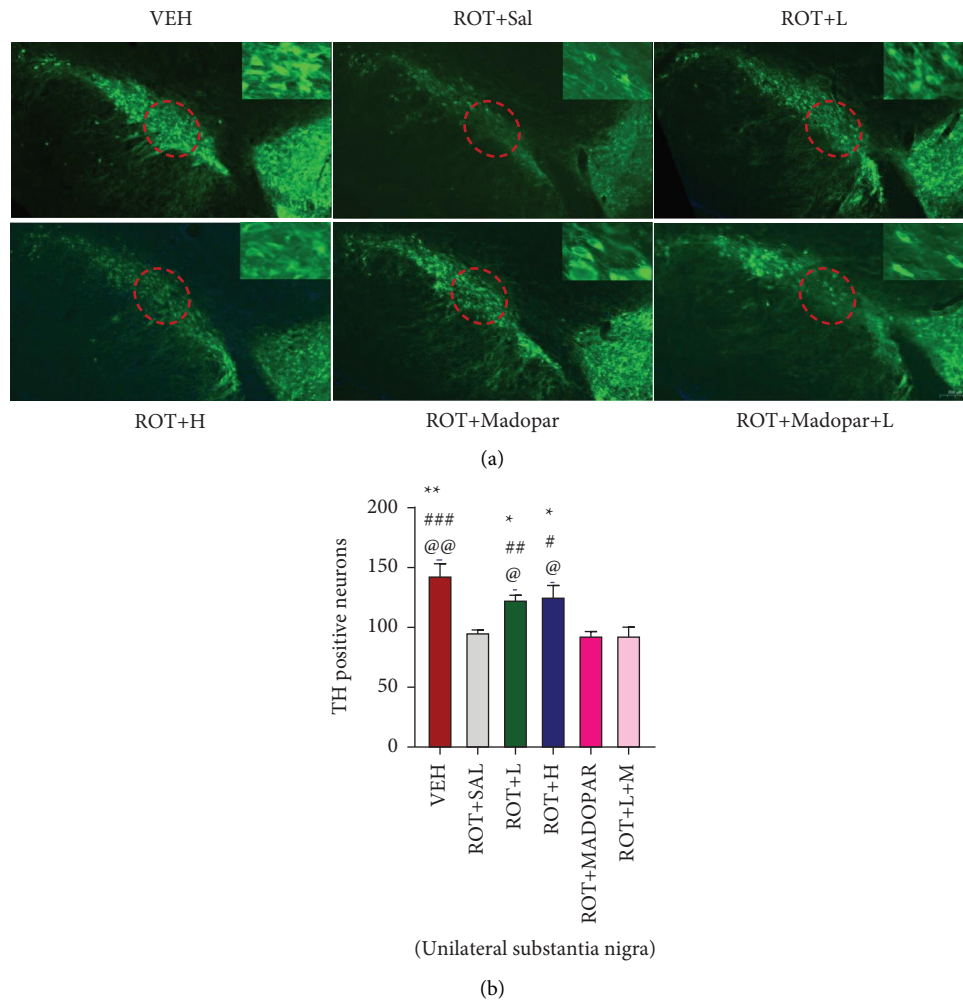 VEH ROT+Sal ROT+L
ROT+H ROT+Madopar ROT+Madopar+L
(a)
** * *
### ## #
@@ @ @
200
150
100
50
0
TH positive neurons
VEH
ROT+SAL
ROT+L
ROT+H
ROT+MADOPAR
ROT+L+M
(Unilateral substantia nigra)
(b)